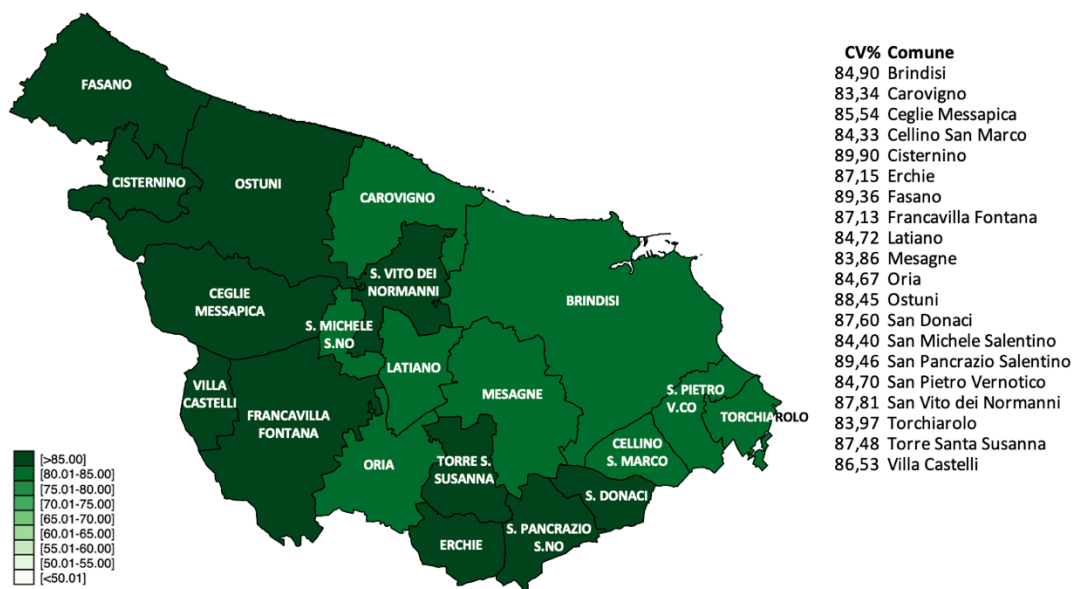 FASANO
CISTERNINO
OSTUNI
CAROVIGNO
S. VITO DEI
NORMANNI
CEGLIE
MESSAPICA
BRINDISI
S. MICHELE
S.NO
LATIANO
VILLA
CASTELLI
FRANCAVILLA
FONTANA
MESAGNE
S. PIETRO
V.CO
TORCHIAROLO
CELLINO
S. MARCO
ORIA
TORRE S.
SUSANNA
S. DONACI
S. PANCRAZIO
S.NO
ERCHIE
[>85.00]
[80.01-85.00]
[75.01-80.00]
[70.01-75.00]
[65.01-70.00]
[60.01-65.00]
[55.01-60.00]
[50.01-55.00]
[<50.01]
CV% Comune
84,90 Brindisi
83,34 Carovigno
85,54 Ceglie Messapica
84,33 Cellino San Marco
89,90 Cisternino
87,15 Erchie
89,36 Fasano
87,13 Francavilla Fontana
84,72 Latiano
83,86 Mesagne
84,67 Oria
88,45 Ostuni
87,60 San Donaci
84,40 San Michele Salentino
89,46 San Pancrazio Salentino
84,70 San Pietro Vernotico
87,81 San Vito dei Normanni
83,97 Torchiarolo
87,48 Torre Santa Susanna
86,53 Villa Castelli